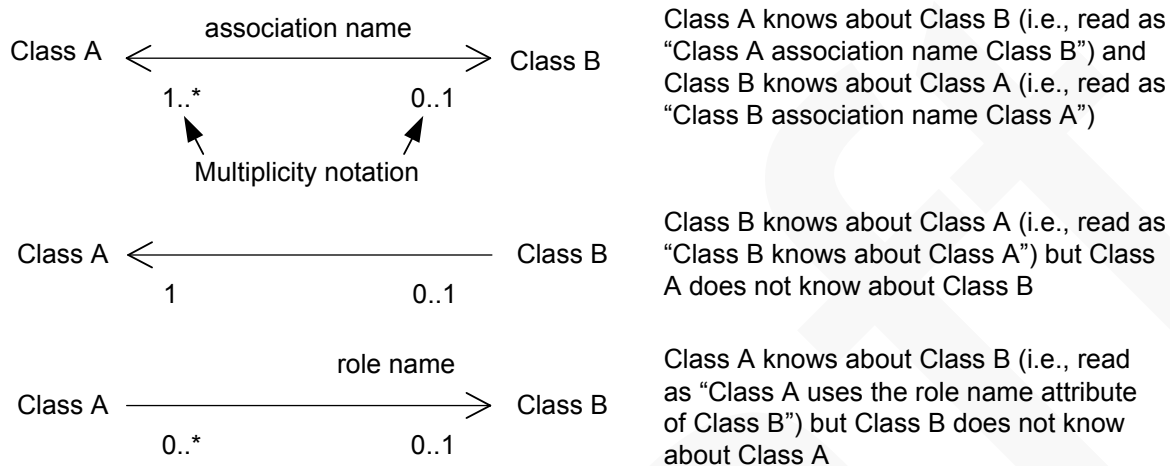 association name
Class A
Class B
1..*
0..1
Multiplicity notation
Class A knows about Class B (i.e., read as
“Class A association name Class B”) and
Class B knows about Class A (i.e., read as
“Class B association name Class A”)
Class A
Class B
1
0..1
Class B knows about Class A (i.e., read as
“Class B knows about Class A”) but Class
A does not know about Class B
role name
Class A
Class B
0..*
0..1
Class A knows about Class B (i.e., read
as “Class A uses the role name attribute
of Class B”) but Class B does not know
about Class A